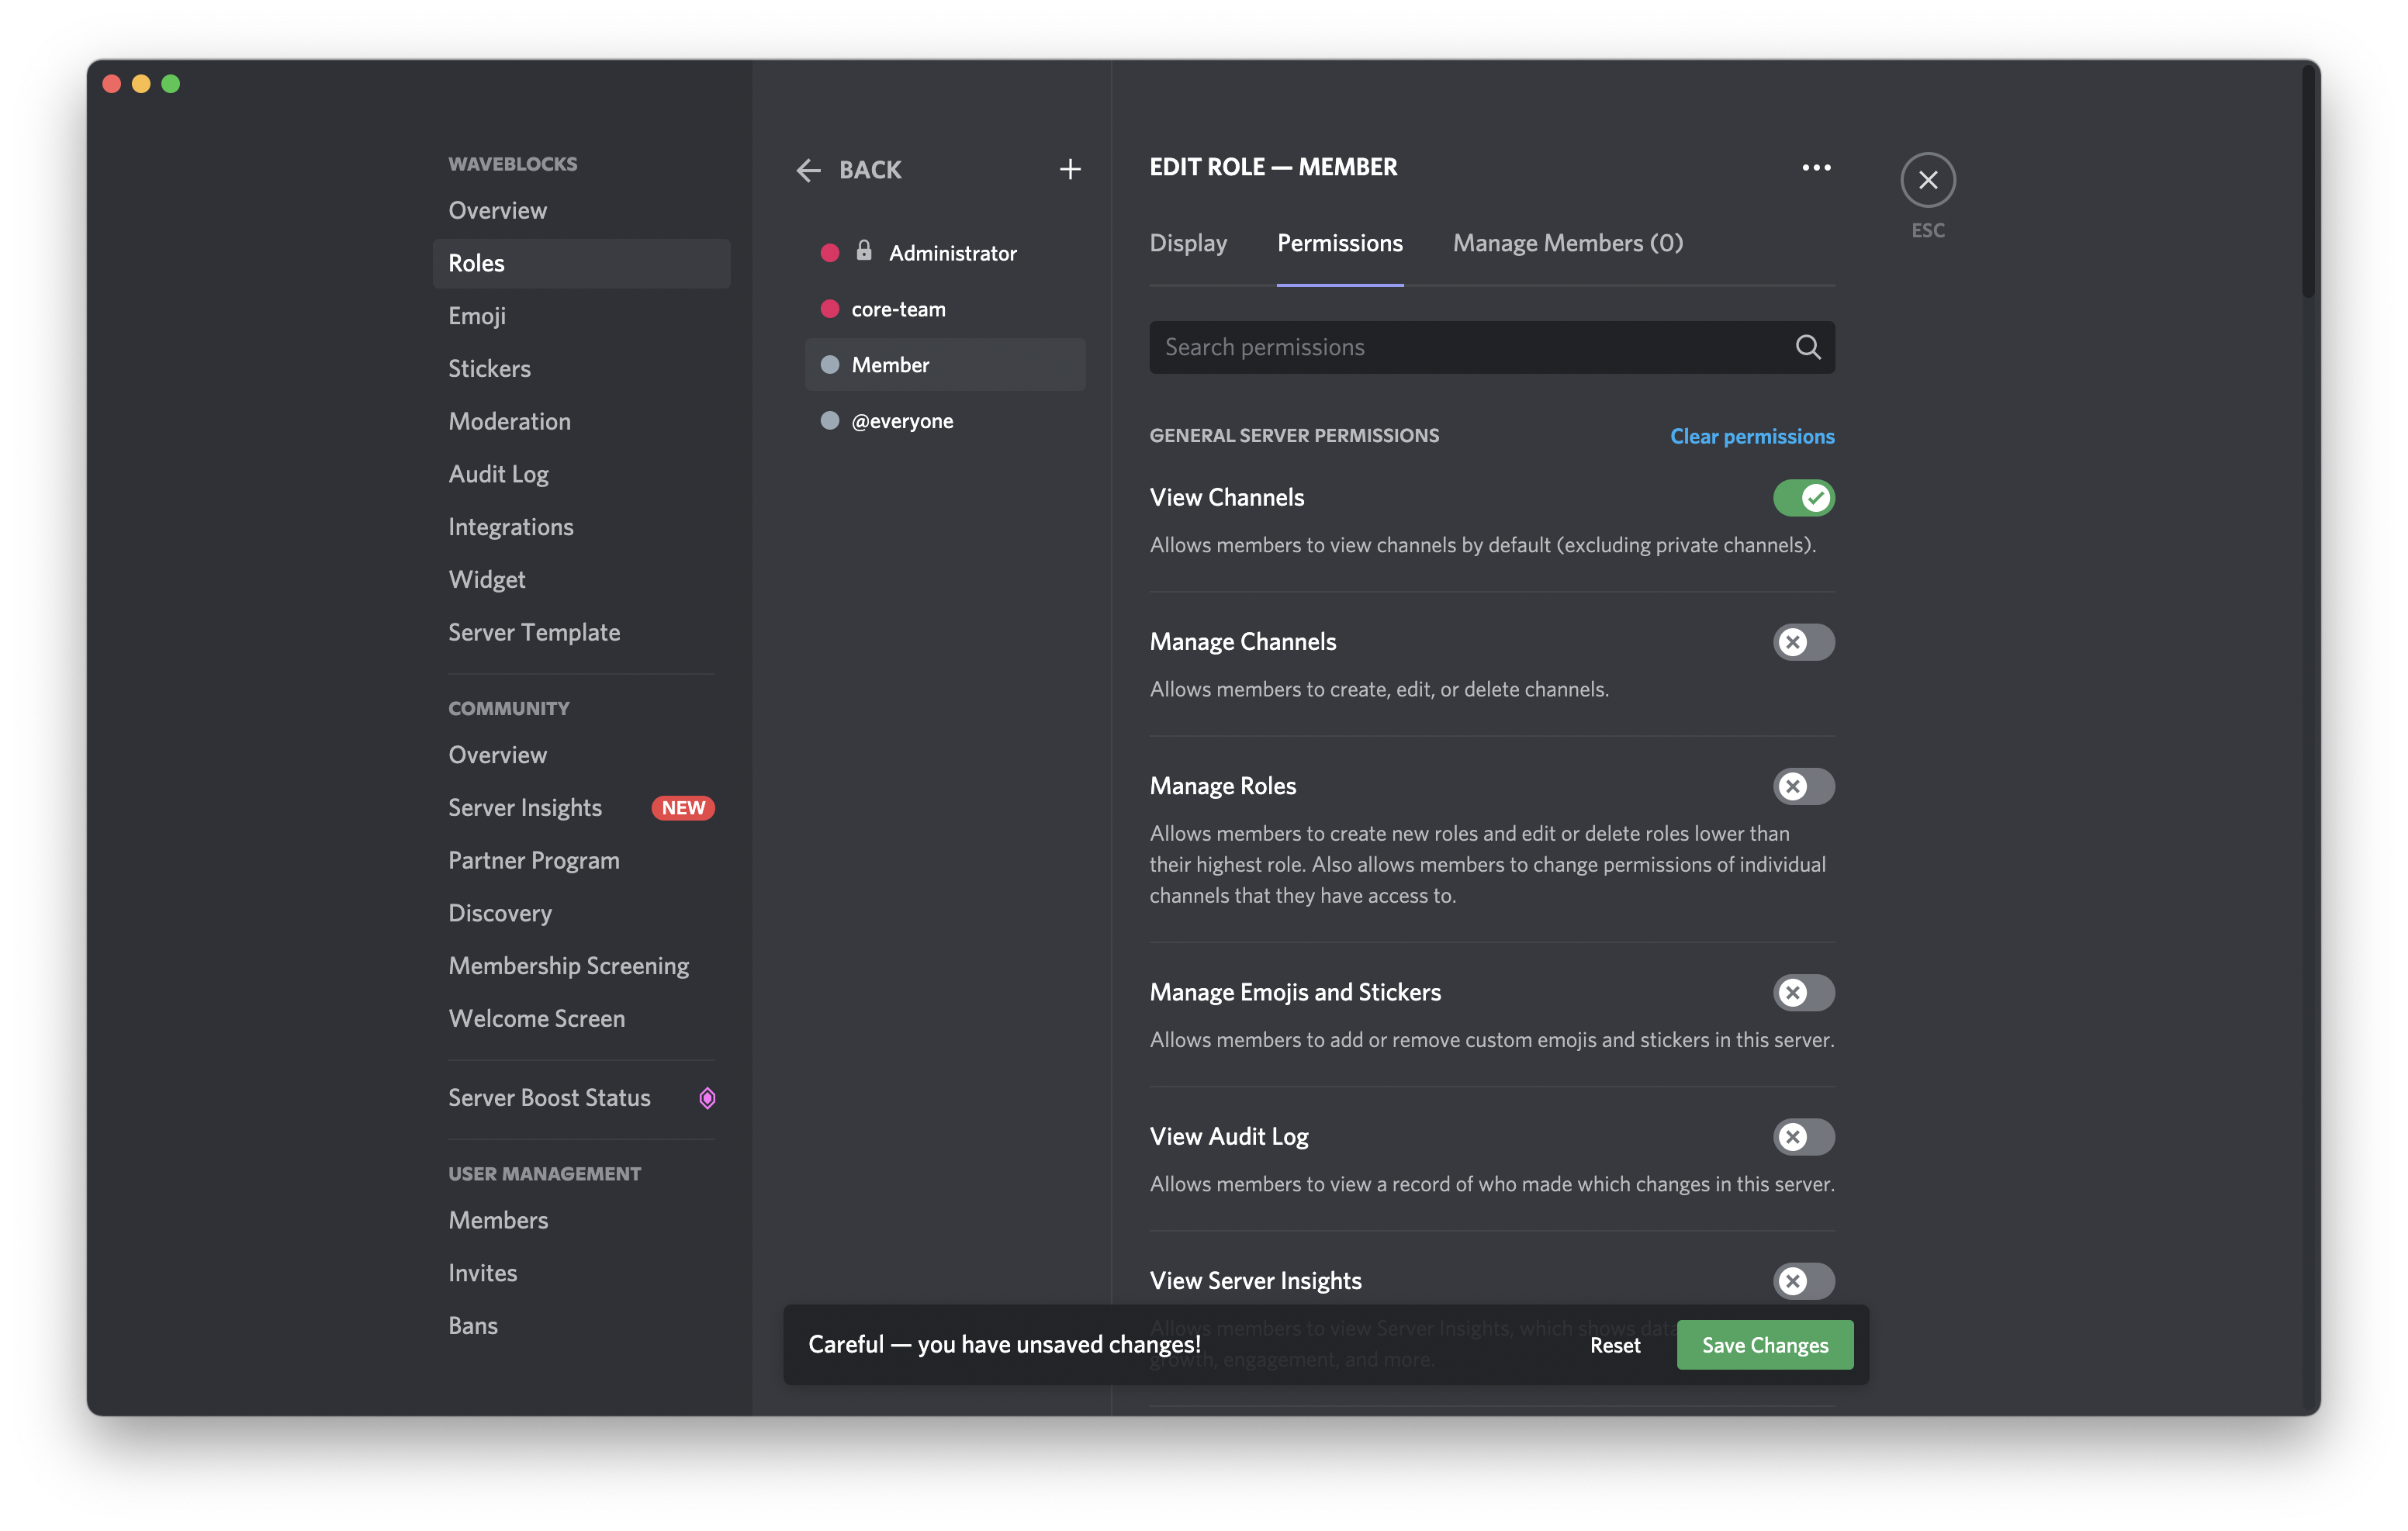 WAVEBLOCKS
Overview
Roles
Emoji
Stickers
Moderation
Audit Log
Integrations
Widget
Server Template
COMMUNITY
Overview
Server Insights NEW
Partner Program
Discovery
Membership Screening
Welcome Screen
Server Boost Status
USER MANAGEMENT
Members
Invites
Bans
BACK
Administrator
core-team
Member
@everyone
EDIT ROLE — MEMBER
Display Permissions Manage Members (0)
Search permissions
GENERAL SERVER PERMISSIONS Clear permissions
View Channels
Allows members to view channels by default (excluding private channels).
Manage Channels
Allows members to create, edit, or delete channels.
Manage Roles
Allows members to create new roles and edit or delete roles lower than
their highest role. Also allows members to change permissions of individual
channels that they have access to.
Manage Emojis and Stickers
Allows members to add or remove custom emojis and stickers in this server.
View Audit Log
Allows members to view a record of who made which changes in this server.
View Server Insights
Allows members to view Server Insights, which shows data
growth, engagement, and more.
Careful — you have unsaved changes! Reset Save Changes
ESC